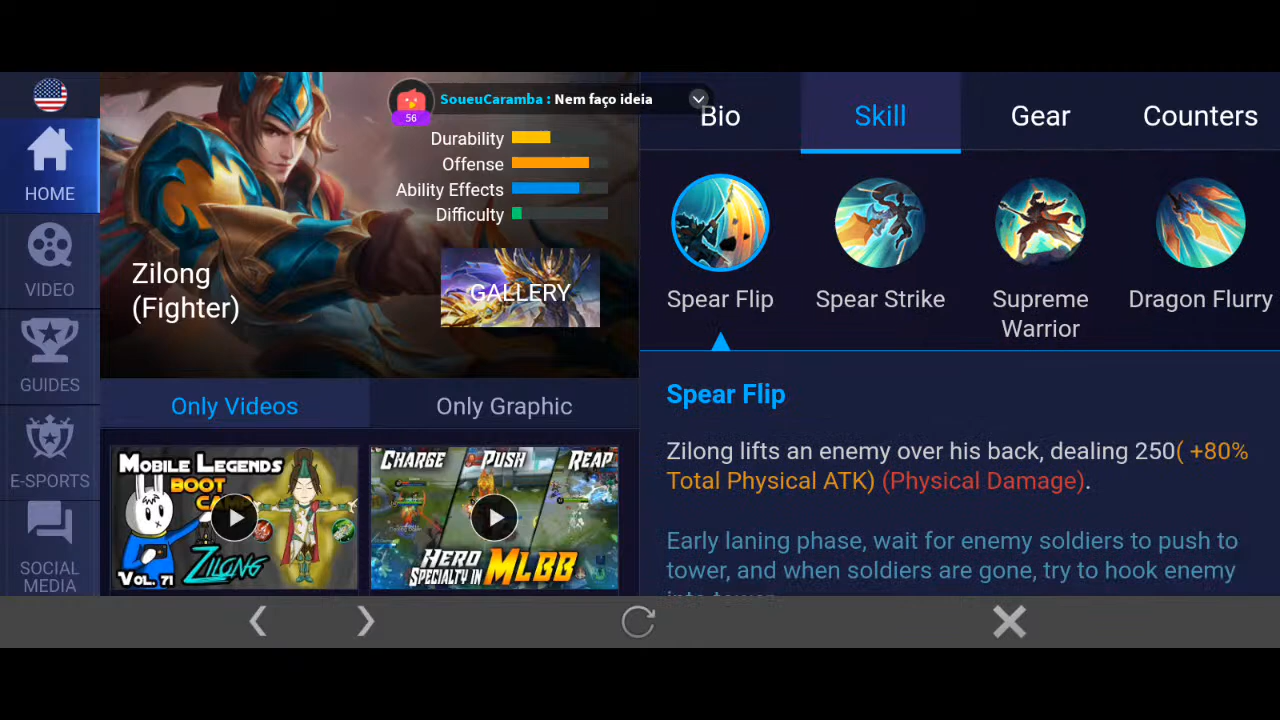 HOME
VIDEO
GUIDES
E-SPORTS
SOCIAL
MEDIA
SoueuCaramba : Nem faço ideia
56
Durability
Offense
Ability Effects
Difficulty
Zilong
(Fighter)
GALLERY
Only Videos
Only Graphic
MOBILE LEGENDS
BOOT
VOL. 71
ZILONG
CHARGE PUSH REAP
HERO
SPECIALTY IN MLBB
Bio
Skill
Gear
Counters
Spear Flip
Spear Strike
Supreme
Warrior
Dragon Flurry
Spear Flip
Zilong lifts an enemy over his back, dealing 250( +80%
Total Physical ATK) (Physical Damage).
Early laning phase, wait for enemy soldiers to push to
tower, and when soldiers are gone, try to hook enemy
into tower